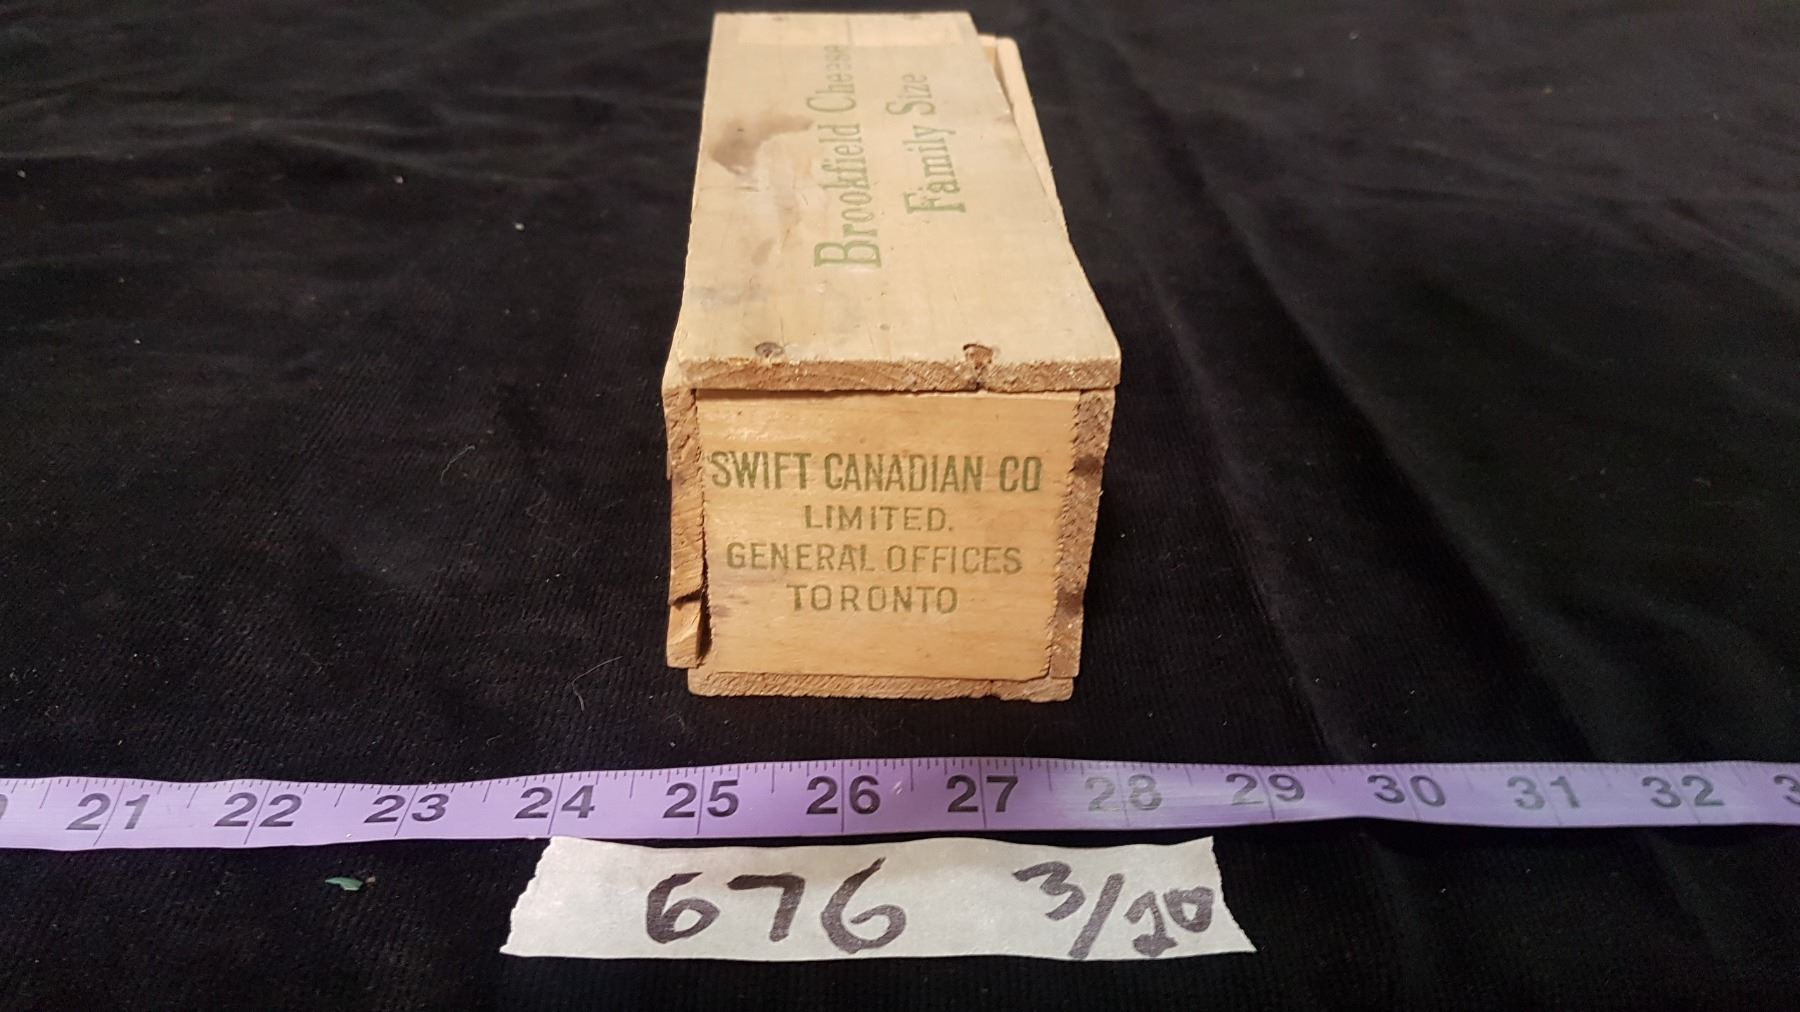 Brookfield Cheese
Family Size
SWIFT CANADIAN CO
LIMITED.
GENERAL OFFICES
TORONTO
21 22 23 24 25 26 27 28 29 30 31 32
676 3/20